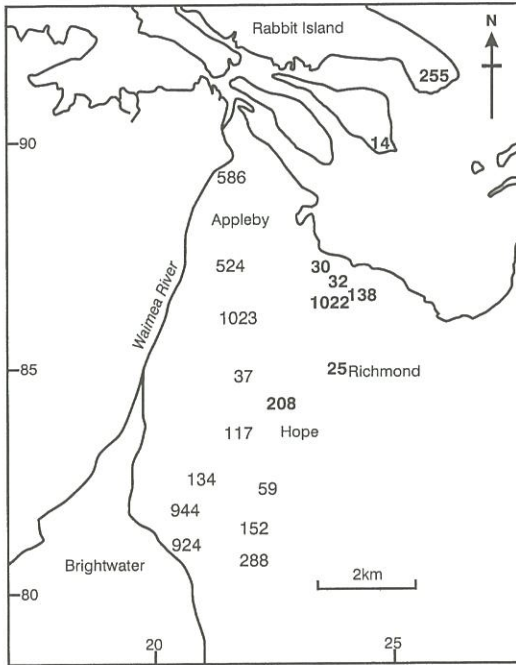 Rabbit Island
N
255
14
90
586
Appleby
524
30
32
138
1022
1023
Waimea River
85
37
25 Richmond
208
117
Hope
134
59
944
152
924
288
Brightwater
2km
80
20
25